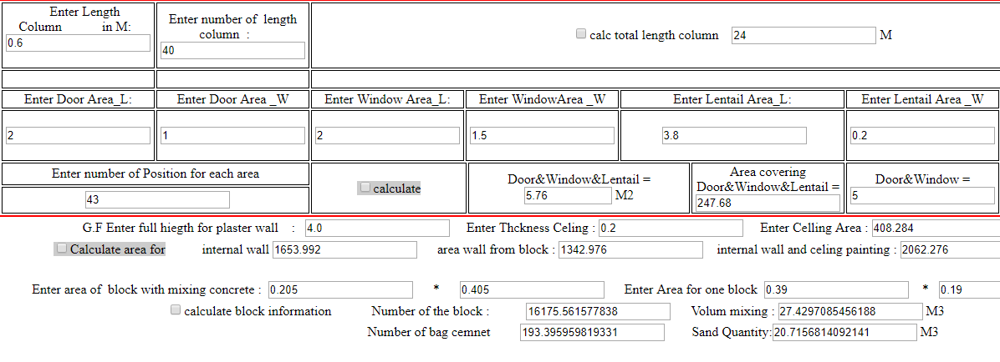 Enter Length
Column in M:
0.6
Enter number of length
column :
40
calc total length column 24 M
Enter Door Area_L: Enter Door Area _W Enter Window Area_L: Enter WindowArea _W Enter Lentail Area_L: Enter Lentail Area _W
2 1 2 1.5 3.8 0.2
Enter number of Position for each area
43
calculate
Door&Window&Lentail =
5.76 M2
Area covering
Door&Window&Lentail =
247.68
Door&Window =
5
G.F Enter full hiegth for plaster wall : 4.0 Enter Thckness Celing : 0.2 Enter Celling Area : 408.284
Calculate area for internal wall 1653.992 area wall from block : 1342.976 internal wall and celing painting : 2062.276
Enter area of block with mixing concrete : 0.205 * 0.405 Enter Area for one block 0.39 * 0.19
calculate block information Number of the block : 16175.561577838 Volum mixing : 27.4297085456188 M3
Number of bag cemnet 193.395959819331 Sand Quantity: 20.7156814092141 M3